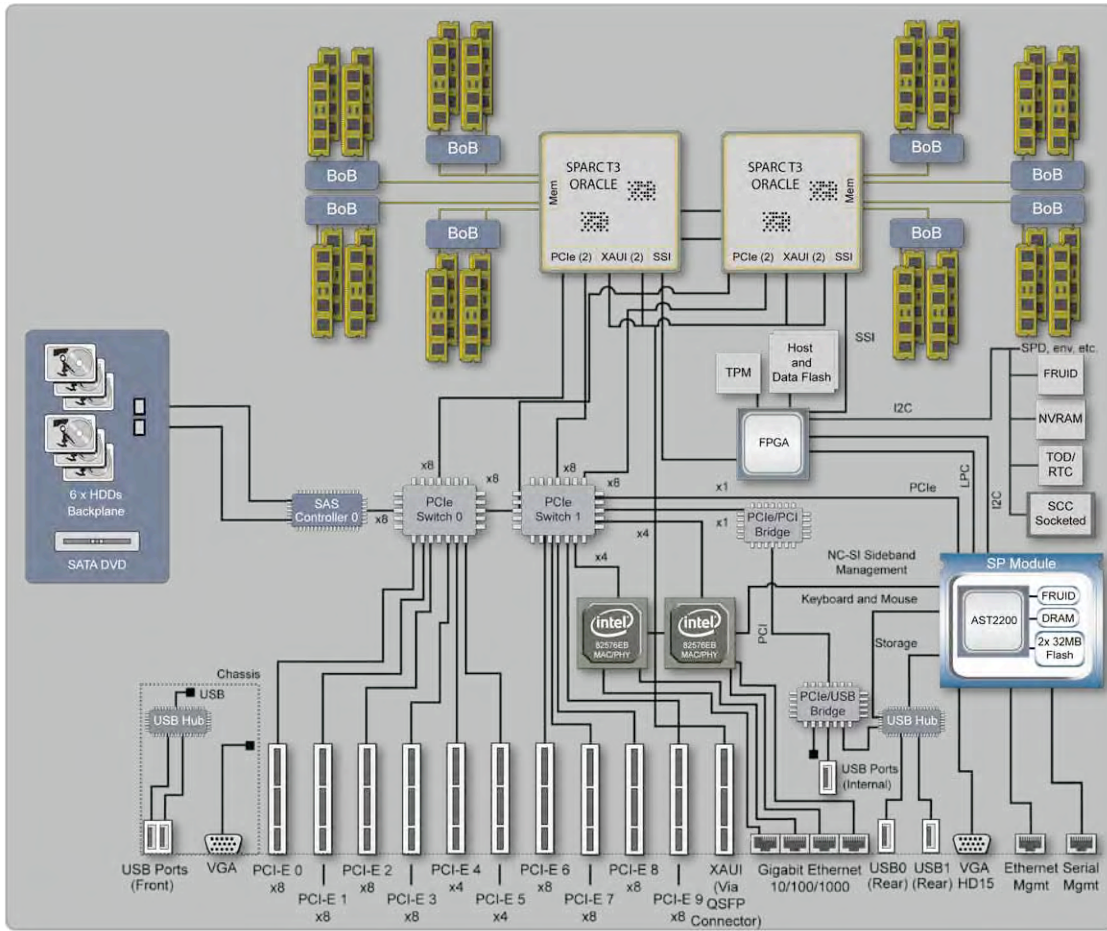 BoB
BoB
BoB
BoB
BoB
BoB
BoB
BoB
SPARC T3
ORACLE
Mem
PCIe (2) XAUI (2) SSI
SPARC T3
ORACLE
Mem
PCIe (2) XAUI (2) SSI
SSI
TPM
Host
and
Data Flash
FPGA
I2C
SPD, env, etc.
FRUID
NVRAM
TOD/
RTC
SCC
Socketed
LPC
I2C
PCIe
6 x HDDs
Backplane
SATA DVD
SAS
Controller 0
x8
x8
x8
x8
x8
PCIe
Switch 0
PCIe
Switch 1
x1
x1
x4
x4
PCIe/PCI
Bridge
PCI
NC-SI Sideband
Management
Keyboard and Mouse
Storage
SP Module
AST2200
FRUID
DRAM
2x 32MB
Flash
intel
82576EB
MAC/PHY
intel
82576EB
MAC/PHY
PCIe/USB
Bridge
USB Hub
USB Ports
(Internal)
Chassis
USB
USB Hub
USB Ports
(Front)
VGA
PCI-E 0
x8
PCI-E 1
x8
PCI-E 2
x8
PCI-E 3
x8
PCI-E 4
x4
PCI-E 5
x4
PCI-E 6
x8
PCI-E 7
x8
PCI-E 8
x8
PCI-E 9
x8
XAUI
(Via
QSFP
Connector)
Gigabit Ethernet
10/100/1000
USB0
(Rear)
USB1
(Rear)
VGA
HD15
Ethernet
Mgmt
Serial
Mgmt